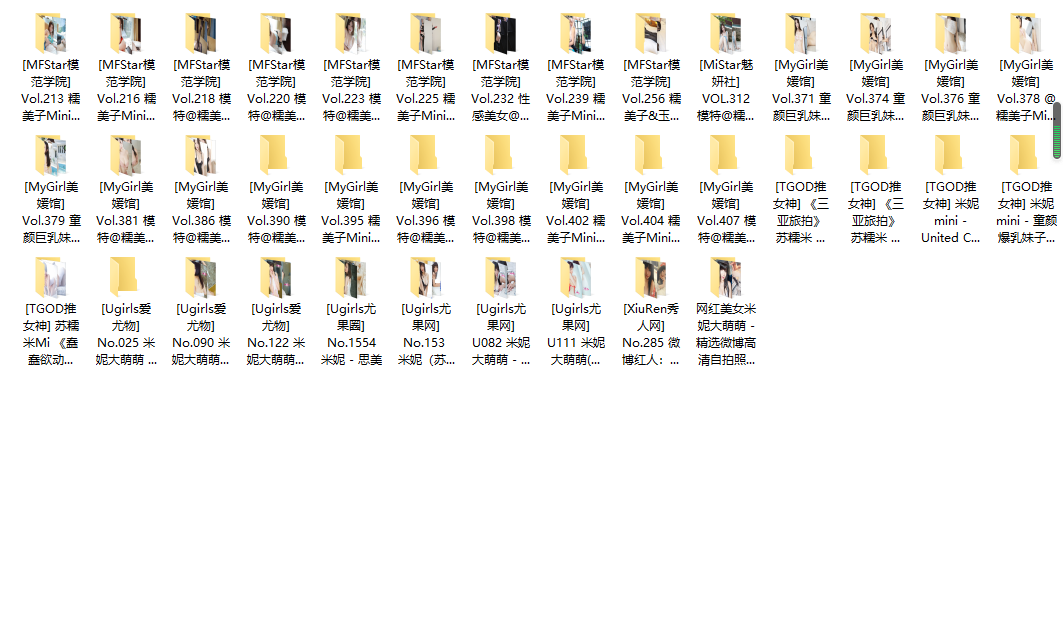 [MFStar模
范学院]
Vol.213 糯
美子Mini...
[MFStar模
范学院]
Vol.216 糯
美子Mini...
[MFStar模
范学院]
Vol.218 模
特@糯美...
[MFStar模
范学院]
Vol.220 模
特@糯美...
[MFStar模
范学院]
Vol.223 模
特@糯美...
[MFStar模
范学院]
Vol.225 糯
美子Mini...
[MFStar模
范学院]
Vol.232 性
感美女@...
[MFStar模
范学院]
Vol.239 糯
美子Mini...
[MFStar模
范学院]
Vol.256 糯
美子&玉...
[MiStar魅
妍社]
VOL.312
模特@糯...
[MyGirl美
媛馆]
Vol.371 童
颜巨乳妹...
[MyGirl美
媛馆]
Vol.374 童
颜巨乳妹...
[MyGirl美
媛馆]
Vol.376 童
颜巨乳妹...
[MyGirl美
媛馆]
Vol.378 @
糯美子Mi...
[MyGirl美
媛馆]
Vol.379 童
颜巨乳妹...
[MyGirl美
媛馆]
Vol.381 模
特@糯美...
[MyGirl美
媛馆]
Vol.386 模
特@糯美...
[MyGirl美
媛馆]
Vol.390 模
特@糯美...
[MyGirl美
媛馆]
Vol.395 糯
美子Mini...
[MyGirl美
媛馆]
Vol.396 模
特@糯美...
[MyGirl美
媛馆]
Vol.398 模
特@糯美...
[MyGirl美
媛馆]
Vol.402 糯
美子Mini...
[MyGirl美
媛馆]
Vol.404 糯
美子Mini...
[MyGirl美
媛馆]
Vol.407 模
特@糯美...
[TGOD推
女神] 《三
亚旅拍》
苏糯米 ...
[TGOD推
女神] 《三
亚旅拍》
苏糯米 ...
[TGOD推
女神] 米妮
mini -
United C...
[TGOD推
女神] 米妮
mini - 童颜
爆乳妹子...
[TGOD推
女神] 苏糯
米Mi 《蠢
蠢欲动...
[Ugirls爱
尤物]
No.025 米
妮大萌萌 ...
[Ugirls爱
尤物]
No.090 米
妮大萌萌...
[Ugirls爱
尤物]
No.122 米
妮大萌萌...
[Ugirls尤
果圈]
No.1554
米妮 - 思美
[Ugirls尤
果网]
No.153
米妮（苏...
[Ugirls尤
果网]
U082 米妮
大萌萌 - ...
[Ugirls尤
果网]
U111 米妮
大萌萌(...
[XiuRen秀
人网]
No.285 微
博红人：...
网红美女米
妮大萌萌 -
精选微博高
清自拍照...